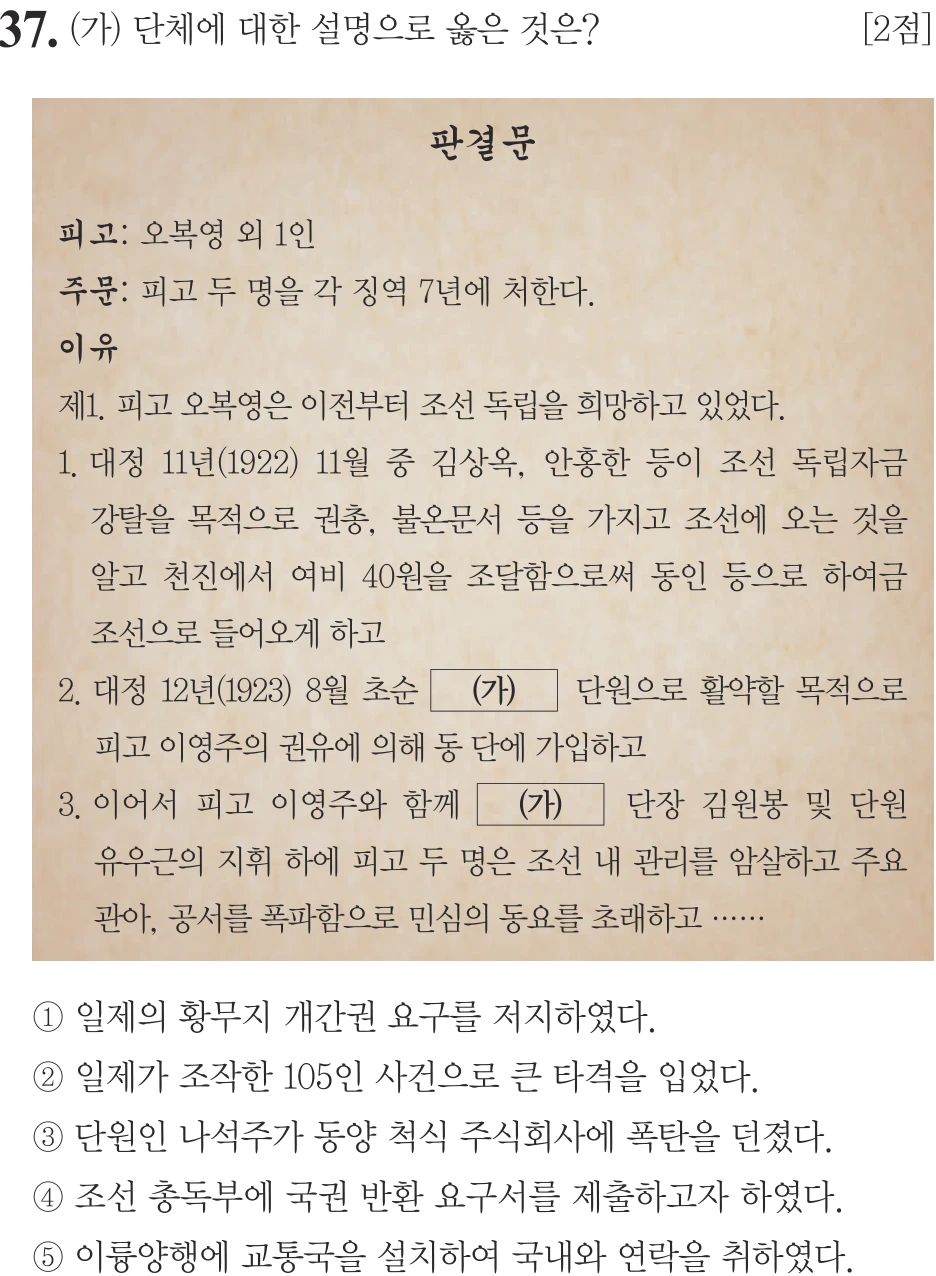 37. (가) 단체에 대한 설명으로 옳은 것은? [2점]
판결문
피고: 오복영 외 1인
주문: 피고 두 명을 각 징역 7년에 처한다.
이유
제1. 피고 오복영은 이전부터 조선 독립을 희망하고 있었다.
1. 대정 11년(1922) 11월 중 김상옥, 안홍한 등이 조선 독립자금
강탈을 목적으로 권총, 불온문서 등을 가지고 조선에 오는 것을
알고 천진에서 여비 40원을 조달함으로써 동인 등으로 하여금
조선으로 들어오게 하고
2. 대정 12년(1923) 8월 초순 (가) 단원으로 활약할 목적으로
피고 이영주의 권유에 의해 동 단에 가입하고
3. 이어서 피고 이영주와 함께 (가) 단장 김원봉 및 단원
유우근의 지휘 하에 피고 두 명은 조선 내 관리를 암살하고 주요
관아, 공서를 폭파함으로 민심의 동요를 초래하고 ……
① 일제의 황무지 개간권 요구를 저지하였다.
② 일제가 조작한 105인 사건으로 큰 타격을 입었다.
③ 단원인 나석주가 동양 척식 주식회사에 폭탄을 던졌다.
④ 조선 총독부에 국권 반환 요구서를 제출하고자 하였다.
⑤ 이륭양행에 교통국을 설치하여 국내와 연락을 취하였다.